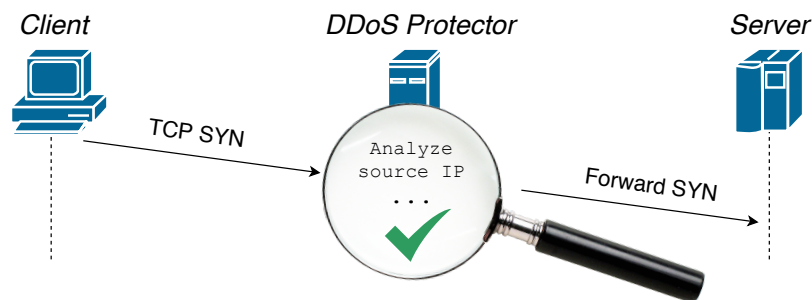 Client
DDoS Protector
Server
TCP SYN
Analyze
source IP
...
Forward SYN